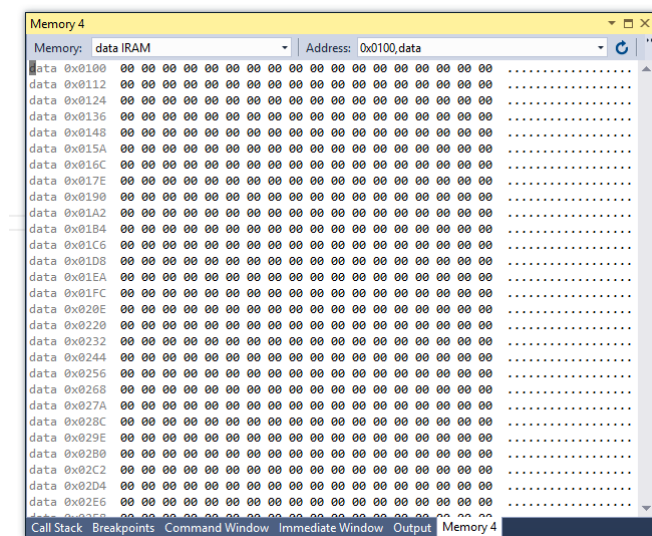 Memory 4
Memory: data IRAM Address: 0x0100,data
data 0x0100 00 00 00 00 00 00 00 00 00 00 00 00 00 00 00 00 00 00 ..................
data 0x0112 00 00 00 00 00 00 00 00 00 00 00 00 00 00 00 00 00 00 ..................
data 0x0124 00 00 00 00 00 00 00 00 00 00 00 00 00 00 00 00 00 00 ..................
data 0x0136 00 00 00 00 00 00 00 00 00 00 00 00 00 00 00 00 00 00 ..................
data 0x0148 00 00 00 00 00 00 00 00 00 00 00 00 00 00 00 00 00 00 ..................
data 0x015A 00 00 00 00 00 00 00 00 00 00 00 00 00 00 00 00 00 00 ..................
data 0x016C 00 00 00 00 00 00 00 00 00 00 00 00 00 00 00 00 00 00 ..................
data 0x017E 00 00 00 00 00 00 00 00 00 00 00 00 00 00 00 00 00 00 ..................
data 0x0190 00 00 00 00 00 00 00 00 00 00 00 00 00 00 00 00 00 00 ..................
data 0x01A2 00 00 00 00 00 00 00 00 00 00 00 00 00 00 00 00 00 00 ..................
data 0x01B4 00 00 00 00 00 00 00 00 00 00 00 00 00 00 00 00 00 00 ..................
data 0x01C6 00 00 00 00 00 00 00 00 00 00 00 00 00 00 00 00 00 00 ..................
data 0x01D8 00 00 00 00 00 00 00 00 00 00 00 00 00 00 00 00 00 00 ..................
data 0x01EA 00 00 00 00 00 00 00 00 00 00 00 00 00 00 00 00 00 00 ..................
data 0x01FC 00 00 00 00 00 00 00 00 00 00 00 00 00 00 00 00 00 00 ..................
data 0x020E 00 00 00 00 00 00 00 00 00 00 00 00 00 00 00 00 00 00 ..................
data 0x0220 00 00 00 00 00 00 00 00 00 00 00 00 00 00 00 00 00 00 ..................
data 0x0232 00 00 00 00 00 00 00 00 00 00 00 00 00 00 00 00 00 00 ..................
data 0x0244 00 00 00 00 00 00 00 00 00 00 00 00 00 00 00 00 00 00 ..................
data 0x0256 00 00 00 00 00 00 00 00 00 00 00 00 00 00 00 00 00 00 ..................
data 0x0268 00 00 00 00 00 00 00 00 00 00 00 00 00 00 00 00 00 00 ..................
data 0x027A 00 00 00 00 00 00 00 00 00 00 00 00 00 00 00 00 00 00 ..................
data 0x028C 00 00 00 00 00 00 00 00 00 00 00 00 00 00 00 00 00 00 ..................
data 0x029E 00 00 00 00 00 00 00 00 00 00 00 00 00 00 00 00 00 00 ..................
data 0x02B0 00 00 00 00 00 00 00 00 00 00 00 00 00 00 00 00 00 00 ..................
data 0x02C2 00 00 00 00 00 00 00 00 00 00 00 00 00 00 00 00 00 00 ..................
data 0x02D4 00 00 00 00 00 00 00 00 00 00 00 00 00 00 00 00 00 00 ..................
data 0x02E6 00 00 00 00 00 00 00 00 00 00 00 00 00 00 00 00 00 00 ..................
Call Stack Breakpoints Command Window Immediate Window Output Memory 4